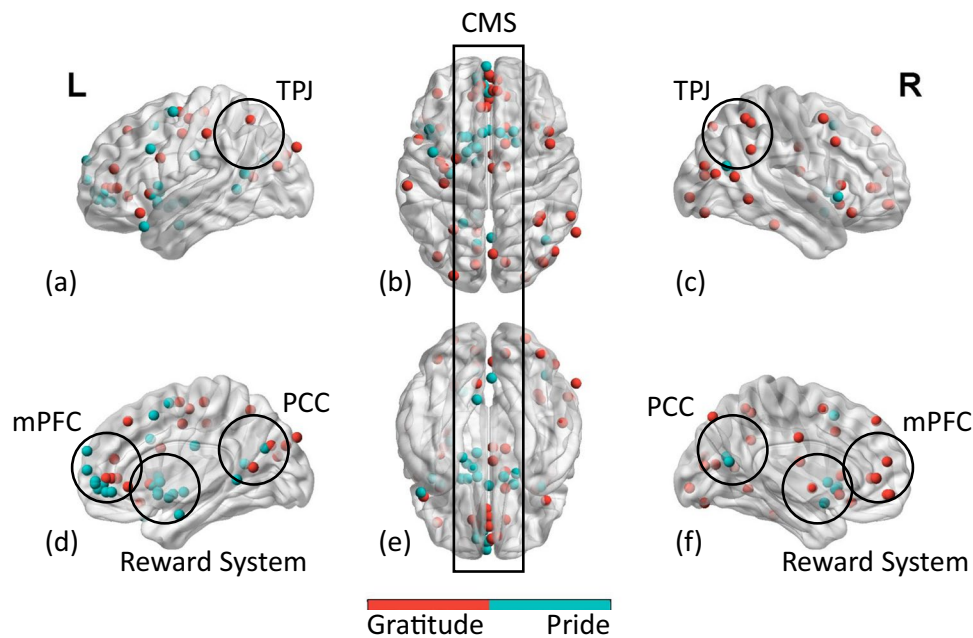 CMS
L
TPJ
TPJ
R
(a)
(b)
(c)
mPFC
PCC
PCC
mPFC
(d)
Reward System
(e)
(f)
Reward System
Gratitude
Pride